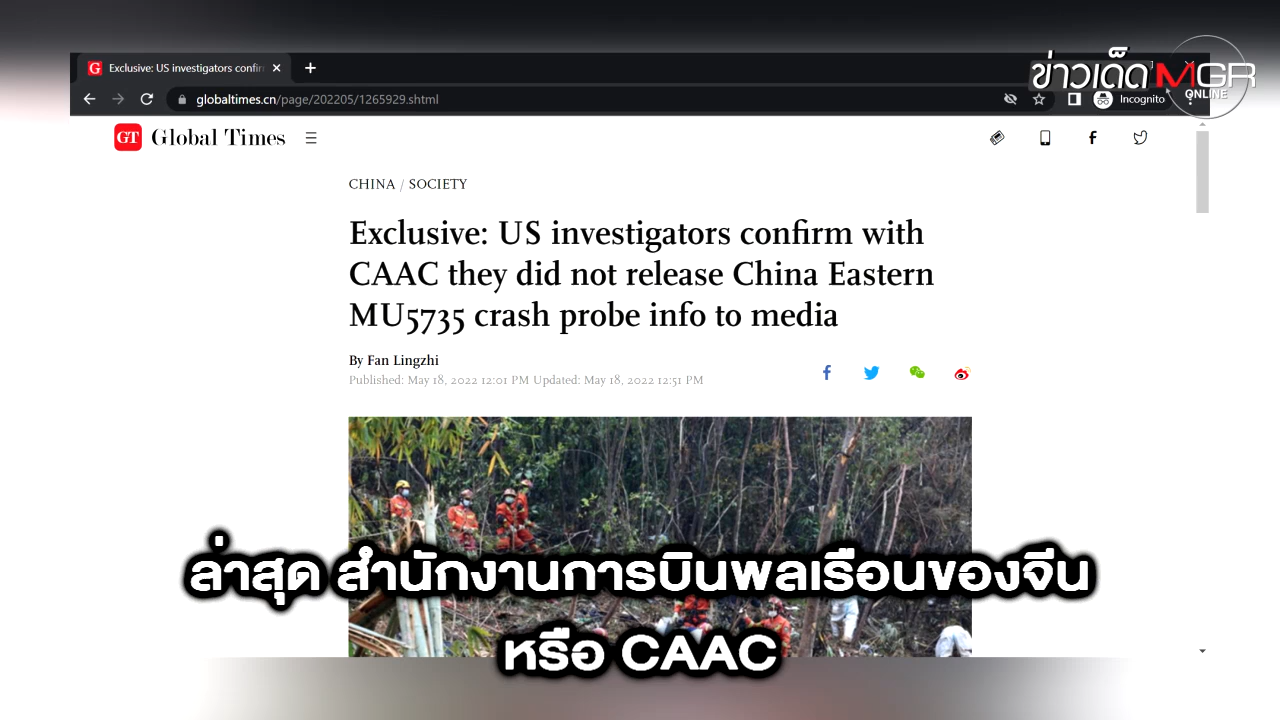 Exclusive: US investigators confir
globaltimes.cn/page/202205/1265929.shtml
Incognito
ข่าวเด็ด MGR
ONLINE
GT Global Times
CHINA / SOCIETY
Exclusive: US investigators confirm with
CAAC they did not release China Eastern
MU5735 crash probe info to media
By Fan Lingzhi
Published: May 18, 2022 12:01 PM Updated: May 18, 2022 12:51 PM
ล่าสุด สำนักงานการบินพลเรือนของจีน
หรือ CAAC